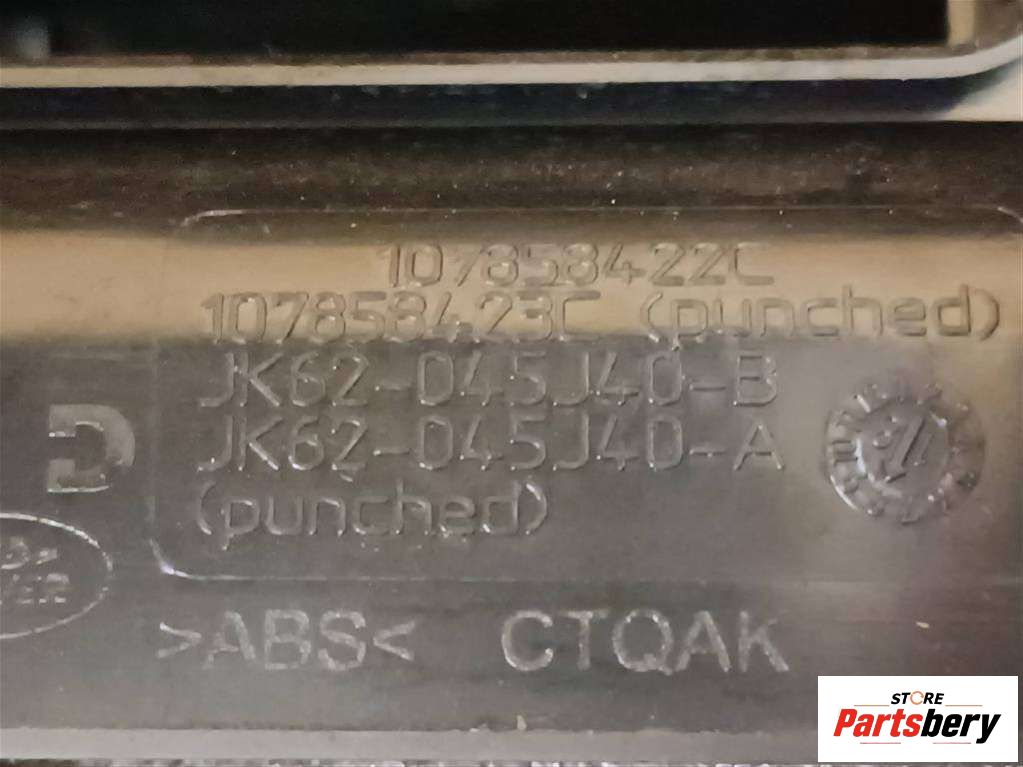 107858422C
107858423C (punched)
JK62-045J40-B
JK62-045J40-A
(punched)
>ABS< CTQAK
STORE
Partsbery